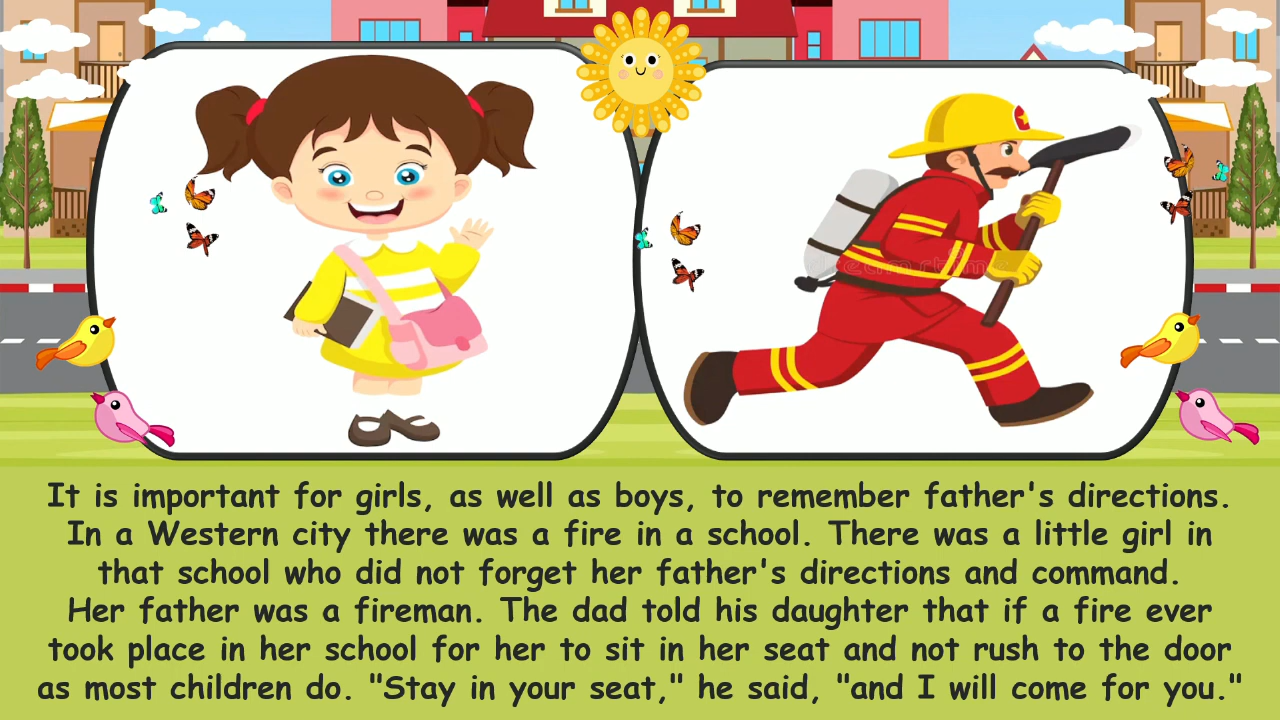 It is important for girls, as well as boys, to remember father's directions.
In a Western city there was a fire in a school. There was a little girl in
that school who did not forget her father's directions and command.
Her father was a fireman. The dad told his daughter that if a fire ever
took place in her school for her to sit in her seat and not rush to the door
as most children do. "Stay in your seat," he said, "and I will come for you."